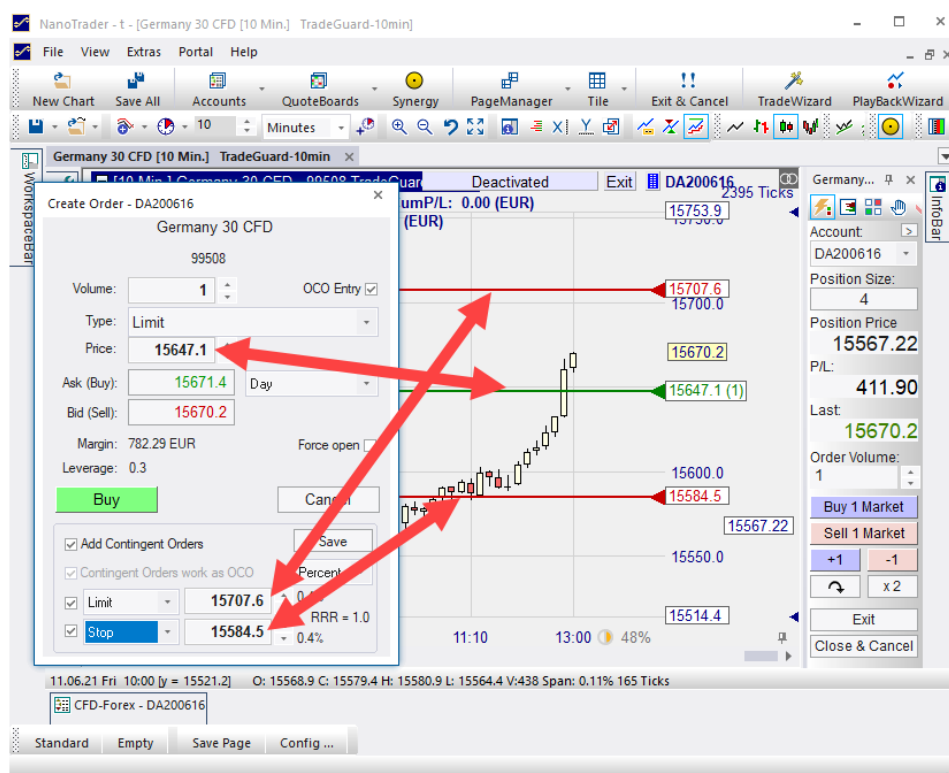 NanoTrader - t - [Germany 30 CFD [10 Min.] TradeGuard-10min]
File View Extras Portal Help
New Chart Save All Accounts QuoteBoards Synergy PageManager Tile Exit & Cancel TradeWizard PlayBackWizard
10 Minutes
Germany 30 CFD [10 Min.] TradeGuard-10min
WorkspaceBar
Deactivated Exit DA200616
2395 Ticks
umP/L: 0.00 (EUR)
(EUR)
15753.9
15707.6
15700.0
15670.2
15647.1 (1)
15600.0
15584.5
15567.22
15550.0
15514.4
11:10 13:00 48%
Create Order - DA200616
Germany 30 CFD
99508
Volume: 1 OCO Entry
Type: Limit
Price: 15647.1
Ask (Buy): 15671.4 Day
Bid (Sell): 15670.2
Margin: 782.29 EUR Force open
Leverage: 0.3
Buy
Add Contingent Orders Save
Contingent Orders work as OCO Percent
Limit 15707.6
RRR = 1.0
Stop 15584.5 0.4%
Germany...
Account:
DA200616
Position Size:
4
Position Price
15567.22
P/L:
411.90
Last:
15670.2
Order Volume:
1
Buy 1 Market
Sell 1 Market
+1 -1
x 2
Exit
Close & Cancel
InfoBar
11.06.21 Fri 10:00 [y = 15521.2] O: 15568.9 C: 15579.4 H: 15580.9 L: 15564.4 V:438 Span: 0.11% 165 Ticks
CFD-Forex - DA200616
Standard Empty Save Page Config ...